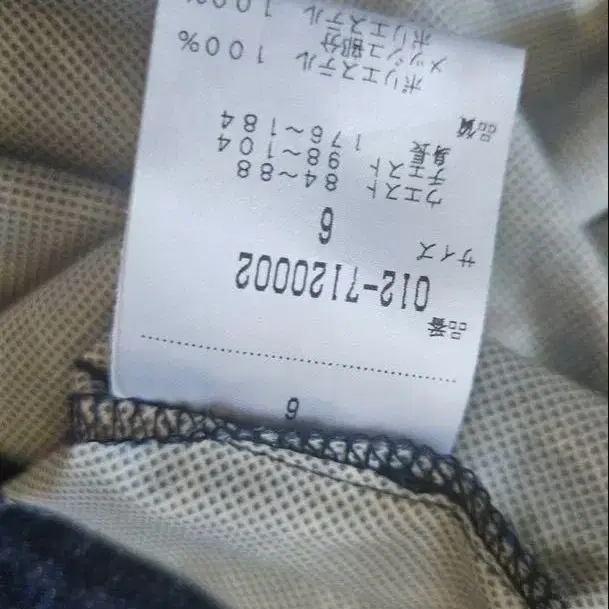 6
品番
012-7120002
サイズ
6
ウエスト 84～88
チエスト 98～104
身長 176～184
品質
ポリエステル 100%
メッシュ部分
ポリエステル 100%